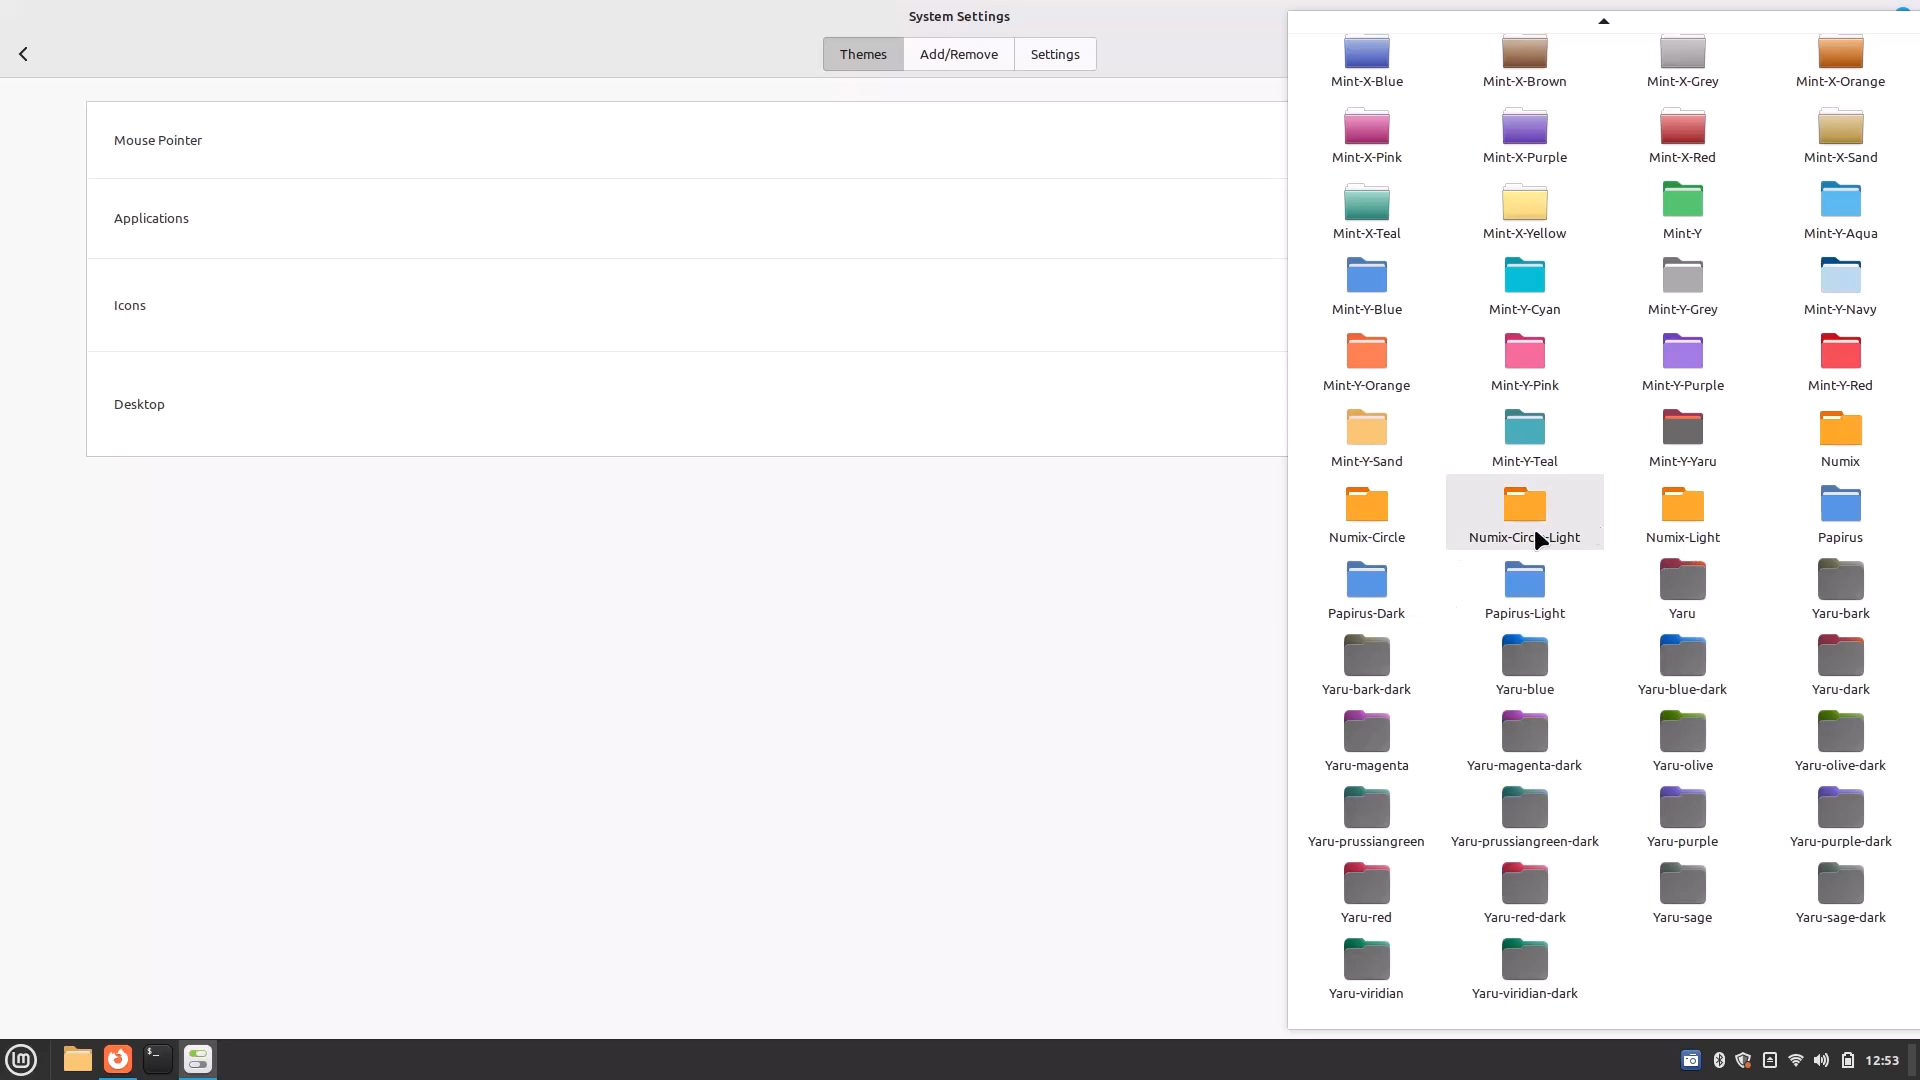 System Settings
Themes
Add/Remove
Settings
Mouse Pointer
Applications
Icons
Desktop
Mint-X-Blue
Mint-X-Brown
Mint-X-Grey
Mint-X-Orange
Mint-X-Pink
Mint-X-Purple
Mint-X-Red
Mint-X-Sand
Mint-X-Teal
Mint-X-Yellow
Mint-Y
Mint-Y-Aqua
Mint-Y-Blue
Mint-Y-Cyan
Mint-Y-Grey
Mint-Y-Navy
Mint-Y-Orange
Mint-Y-Pink
Mint-Y-Purple
Mint-Y-Red
Mint-Y-Sand
Mint-Y-Teal
Mint-Y-Yaru
Numix
Numix-Circle
Numix-Circle-Light
Numix-Light
Papirus
Papirus-Dark
Papirus-Light
Yaru
Yaru-bark
Yaru-bark-dark
Yaru-blue
Yaru-blue-dark
Yaru-dark
Yaru-magenta
Yaru-magenta-dark
Yaru-olive
Yaru-olive-dark
Yaru-prussiangreen
Yaru-prussiangreen-dark
Yaru-purple
Yaru-purple-dark
Yaru-red
Yaru-red-dark
Yaru-sage
Yaru-sage-dark
Yaru-viridian
Yaru-viridian-dark
12:53